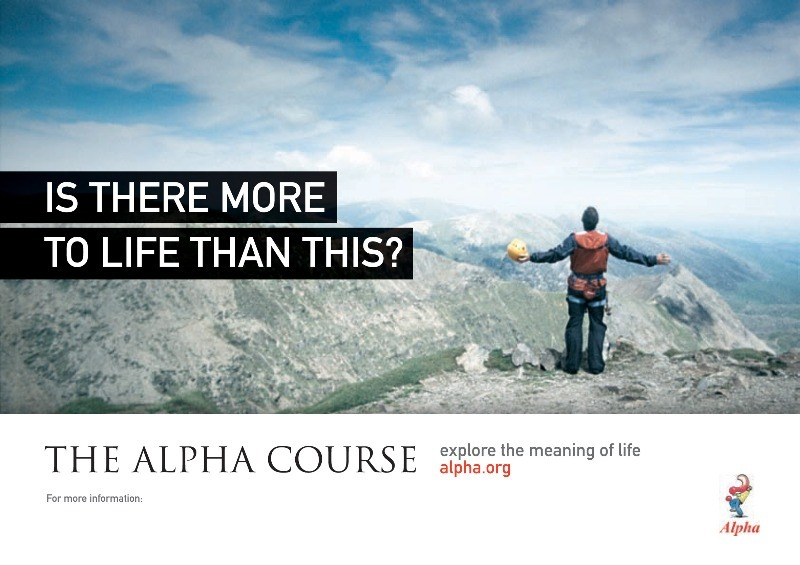 IS THERE MORE
TO LIFE THAN THIS?
THE ALPHA COURSE
explore the meaning of life
alpha.org
For more information:
Alpha